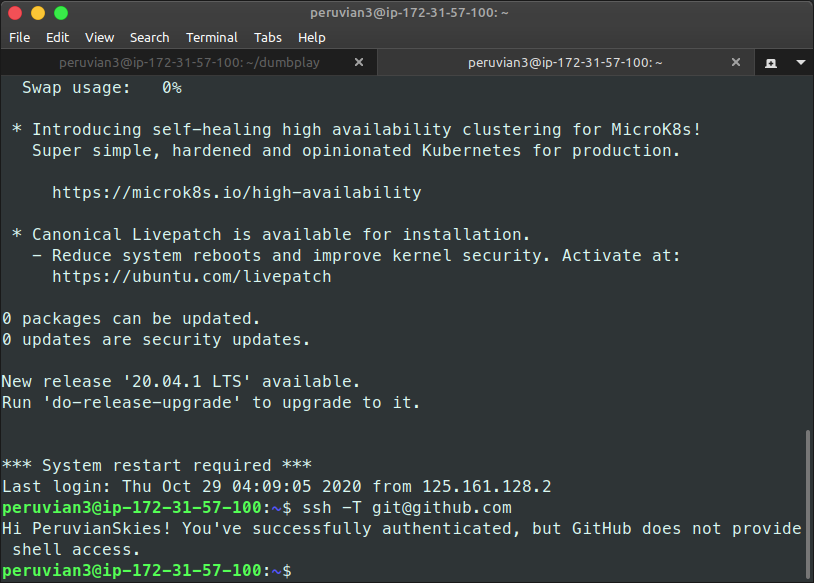 peruvian3@ip-172-31-57-100: ~
File Edit View Search Terminal Tabs Help
peruvian3@ip-172-31-57-100: ~/dumbplay × peruvian3@ip-172-31-57-100: ~ ×
Swap usage:   0%
* Introducing self-healing high availability clustering for MicroK8s!
Super simple, hardened and opinionated Kubernetes for production.
https://microk8s.io/high-availability
* Canonical Livepatch is available for installation.
- Reduce system reboots and improve kernel security. Activate at:
https://ubuntu.com/livepatch
0 packages can be updated.
0 updates are security updates.
New release '20.04.1 LTS' available.
Run 'do-release-upgrade' to upgrade to it.
*** System restart required ***
Last login: Thu Oct 29 04:09:05 2020 from 125.161.128.2
peruvian3@ip-172-31-57-100:~$ ssh -T git@github.com
Hi PeruvianSkies! You've successfully authenticated, but GitHub does not provide
shell access.
peruvian3@ip-172-31-57-100:~$